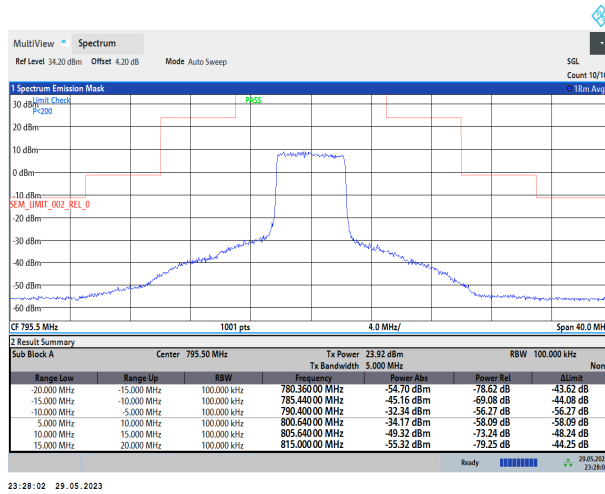 MultiView Spectrum
Ref Level 34.20 dBm Offset 4.20 dB Mode Auto Sweep SGL
Count 10/10
1 Spectrum Emission Mask 1Rm Avg
30 dBm Limit Check PASS
P<200
20 dBm
10 dBm
0 dBm
-10 dBm
SEM_LIMIT_002_REL_0
-20 dBm
-30 dBm
-40 dBm
-50 dBm
-60 dBm
CF 795.5 MHz 1001 pts 4.0 MHz/ Span 40.0 MH
2 Result Summary
Sub Block A Center 795.50 MHz Tx Power 23.92 dBm RBW 100.000 kHz
Tx Bandwidth 5.000 MHz Non
Range Low Range Up RBW Frequency Power Abs Power Rel ΔLimit
-20.000 MHz -15.000 MHz 100.000 kHz 780.36000 MHz -54.70 dBm -78.62 dB -43.62 dB
-15.000 MHz -10.000 MHz 100.000 kHz 785.44000 MHz -45.16 dBm -69.08 dB -44.08 dB
-10.000 MHz -5.000 MHz 100.000 kHz 790.40000 MHz -32.34 dBm -56.27 dB -56.27 dB
5.000 MHz 10.000 MHz 100.000 kHz 800.64000 MHz -34.17 dBm -58.09 dB -58.09 dB
10.000 MHz 15.000 MHz 100.000 kHz 805.64000 MHz -49.32 dBm -73.24 dB -48.24 dB
15.000 MHz 20.000 MHz 100.000 kHz 815.00000 MHz -55.32 dBm -79.25 dB -44.25 dB
Ready 29.05.202
23:28:0
23:28:02 29.05.2023